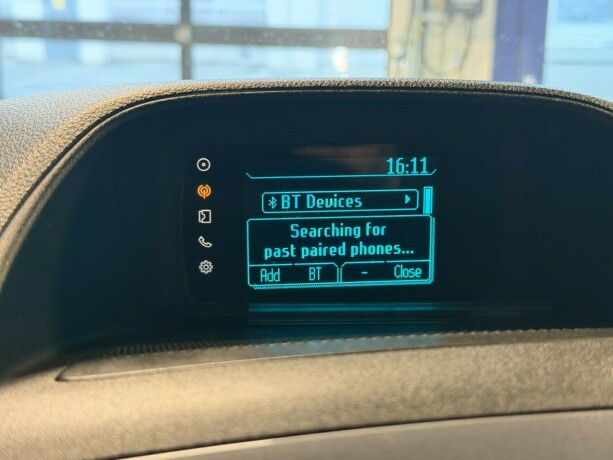 16:11
BT Devices
Searching for
past paired phones...
Add BT - Close